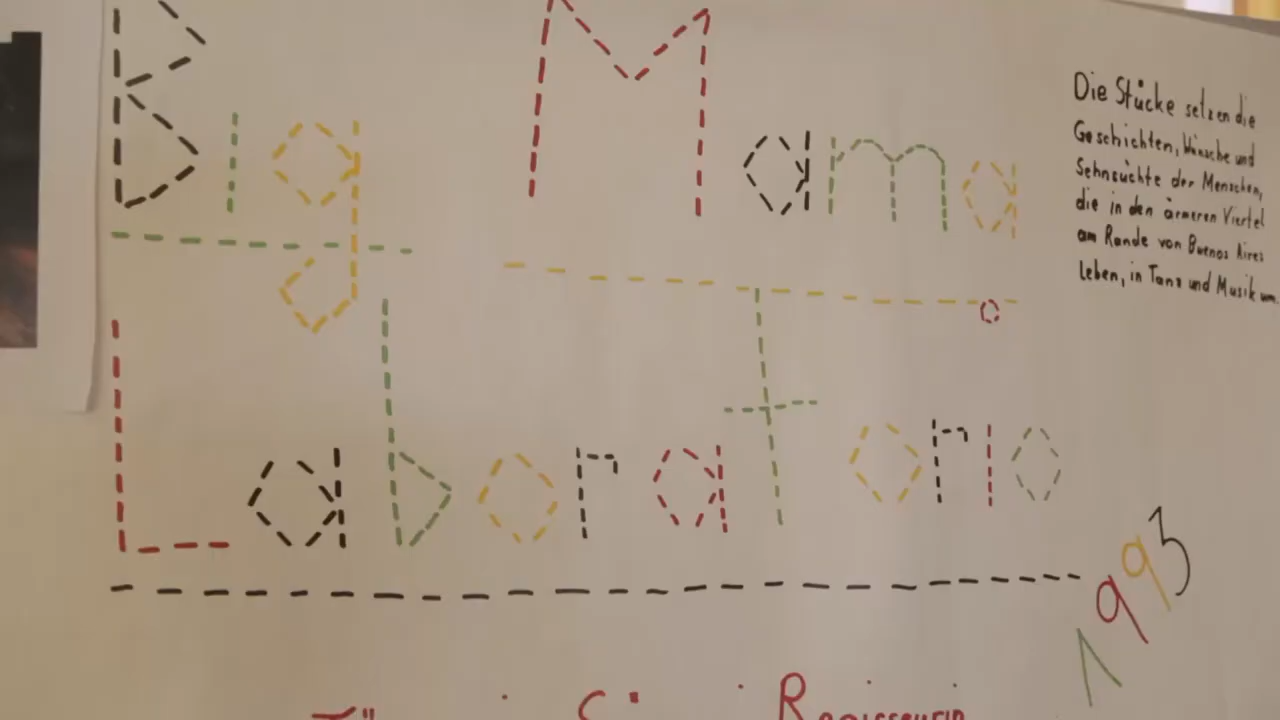 Big Mama
Laboratorio
1993
Die Stücke setzen die
Geschichten, Wünsche und
Sehnsüchte der Menschen,
die in den ärmeren Viertel
am Rande von Buenos Aires
Leben, in Tanz und Musik um.
Regisseurin